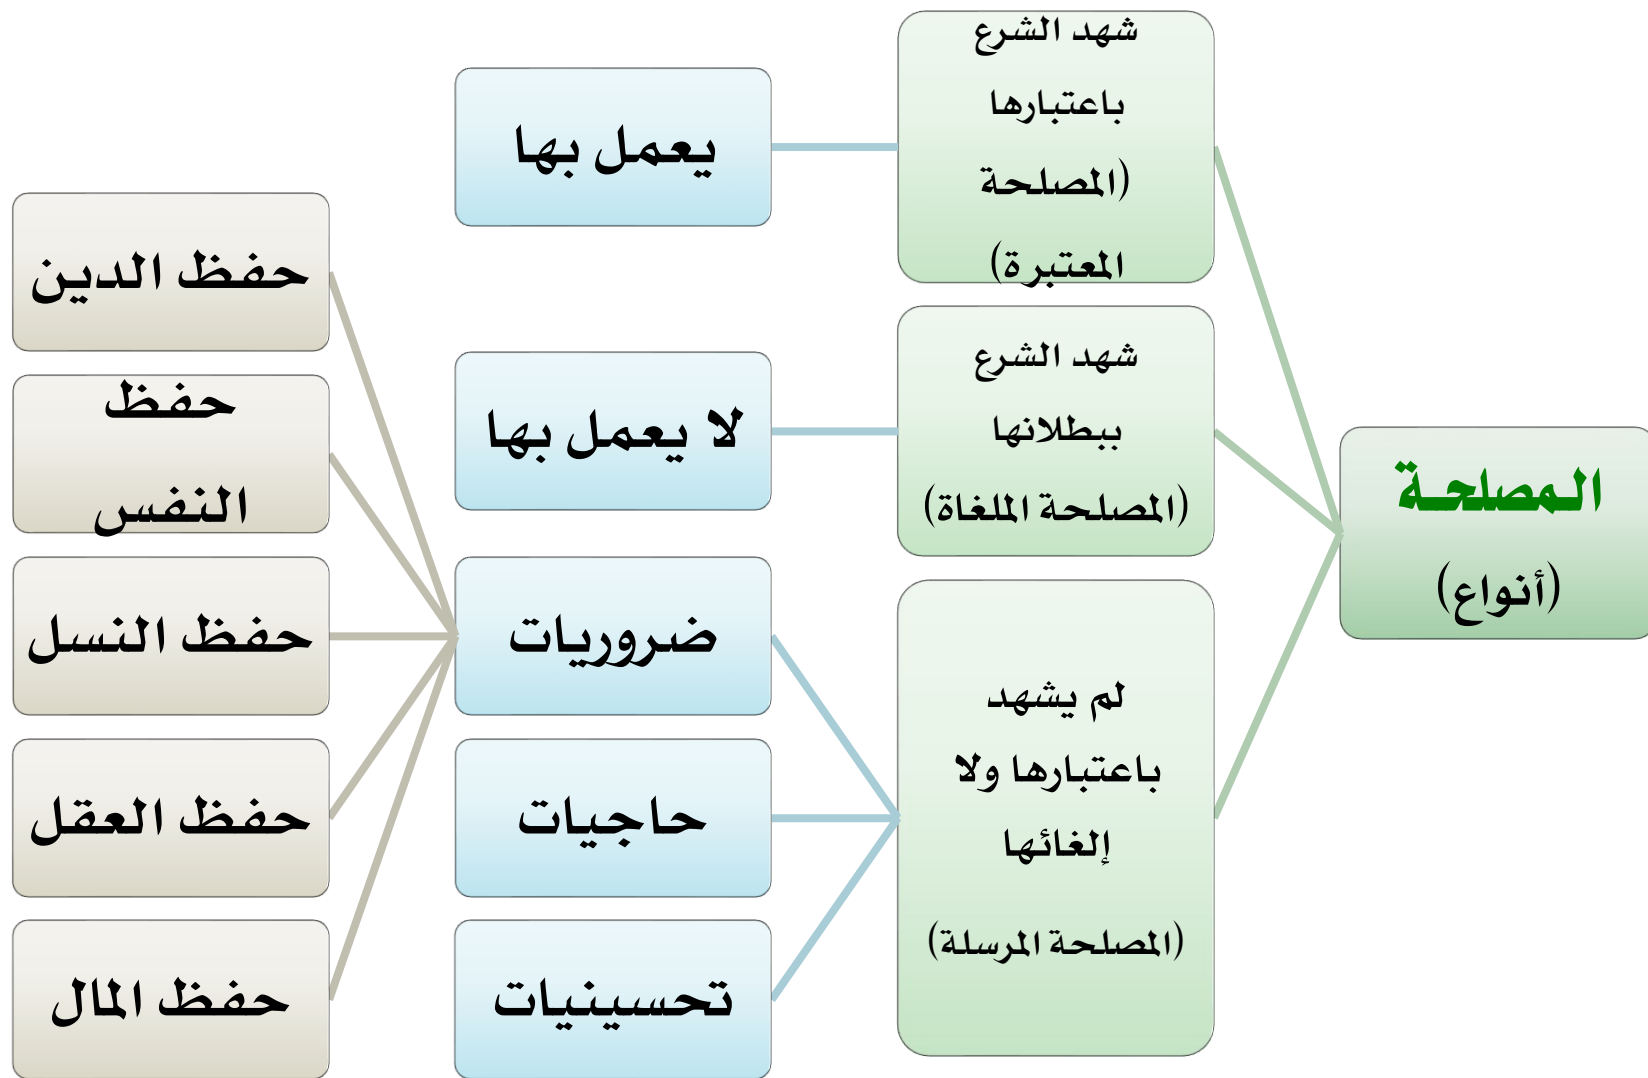 المصلحة
(أنواع)
شهد الشرع
باعتبارها
(المصلحة
المعتبرة)
يعمل بها
شهد الشرع
ببطلانها
(المصلحة الملغاة)
لا يعمل بها
لم يشهد
باعتبارها ولا
إلغائها
(المصلحة المرسلة)
ضروريات
حاجيات
تحسينيات
حفظ الدين
حفظ
النفس
حفظ النسل
حفظ العقل
حفظ المال